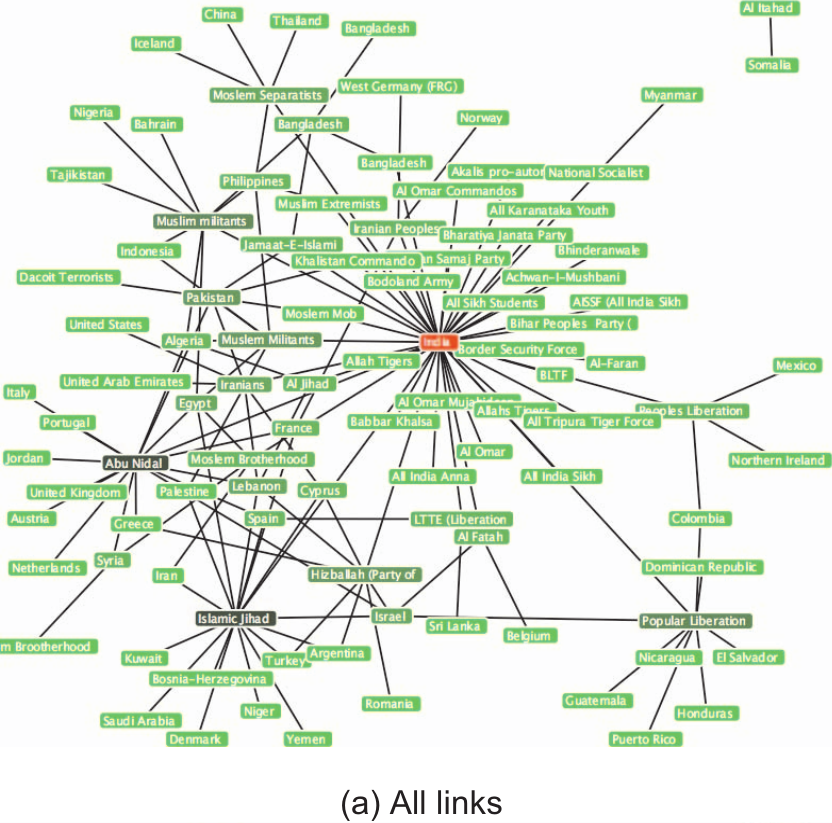 China
Thailand
Al Itahad
Iceland
Bangladesh
Somalia
Moslem Separatists
West Germany (FRG)
Myanmar
Nigeria
Bahrain
Bangladesh
Norway
Tajikistan
Bangladesh
Akalis pro-autor
National Socialist
Philippines
Al Omar Commandos
Muslim Extremists
All Karanataka Youth
Muslim militants
Iranian Peoples
Bharatiya Janata Party
Indonesia
Jamaat-E-Islami
Bhinderanwale
Khalistan Commando
an Samaj Party
Dacoit Terrorists
Bodoland Army
Achwan-I-Mushbani
Pakistan
All Sikh Students
AISSF (All India Sikh
Moslem Mob
United States
Bihar Peoples Party (
Algeria
Muslem Militants
India
Border Security Force
Allah Tigers
Al-Faran
Mexico
United Arab Emirates
Iranians
Al Jihad
BLTF
Italy
Egypt
Al Omar
Allahs Tigers
Peoples Liberation
Portugal
France
Babbar Khalsa
All Tripura Tiger Force
Jordan
Abu Nidal
Moslem Brotherhood
Al Omar
Northern Ireland
United Kingdom
Palestine
Lebanon
Cyprus
All India Anna
All India Sikh
Austria
Greece
Spain
LTTE (Liberation
Colombia
Al Fatah
Netherlands
Syria
Iran
Hizballah (Party of
Dominican Republic
Islamic Jihad
Israel
Sri Lanka
Popular Liberation
Belgium
m Brootherhood
Kuwait
Turkey
Argentina
Nicaragua
El Salvador
Bosnia-Herzegovina
Saudi Arabia
Niger
Romania
Guatemala
Honduras
Denmark
Yemen
Puerto Rico
(a) All links